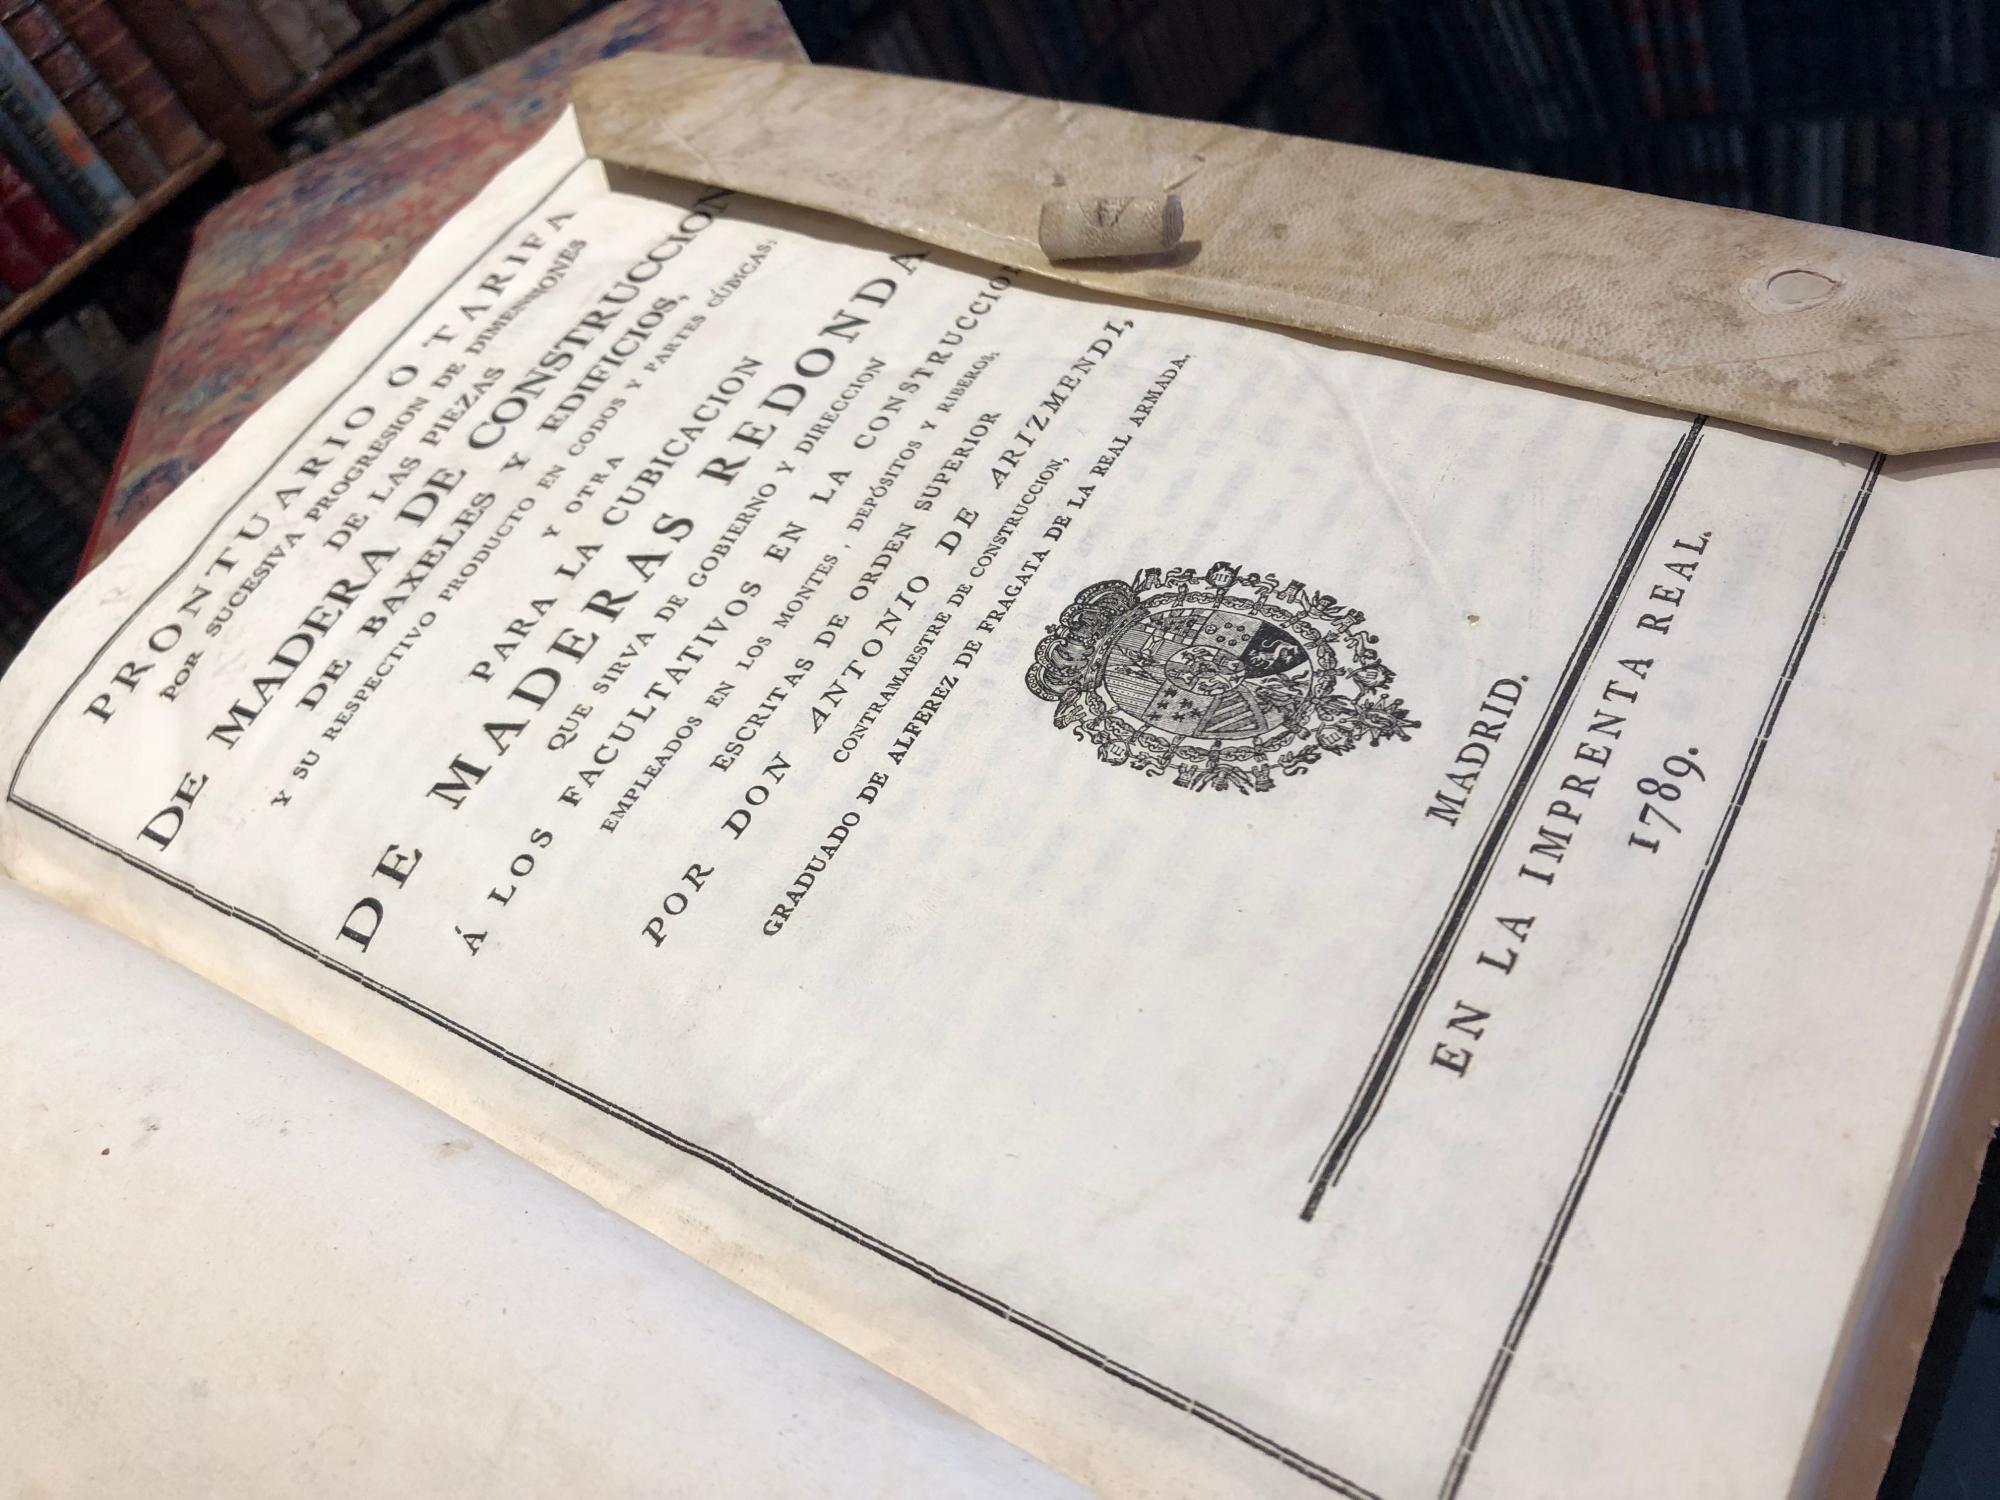 PRONTUARIO Ó TARIFA
POR SUCESIVA PROGRESION DE DIMENSIONES
DE LAS PIEZAS
DE MADERA DE CONSTRUCCION
DE BAXELES Y EDIFICIOS,
Y SU RESPECTIVO PRODUCTO EN CODOS Y PARTES CÚBICAS,
Y OTRA
PARA LA CUBICACION
DE MADERAS REDONDA
QUE SIRVA DE GOBIERNO Y DIRECCION
Á LOS FACULTATIVOS EN LA CONSTRUCCION
EMPLEADOS EN LOS MONTES, DEPÓSITOS Y RIBEROS,
ESCRITAS DE ORDEN SUPERIOR
POR DON ANTONIO DE ARIZMENDI,
CONTRAMAESTRE DE CONSTRUCCION,
GRADUADO DE ALFEREZ DE FRAGATA DE LA REAL ARMADA.
MADRID.
EN LA IMPRENTA REAL.
1789.